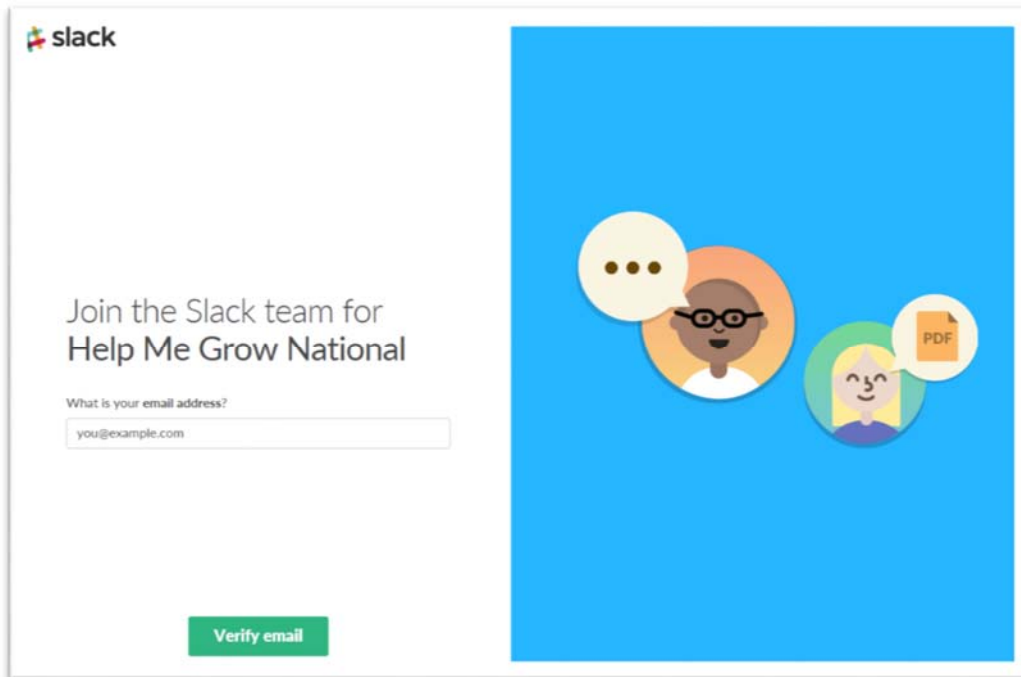 slack
Join the Slack team for
Help Me Grow National
What is your email address?
you@example.com
Verify email
PDF